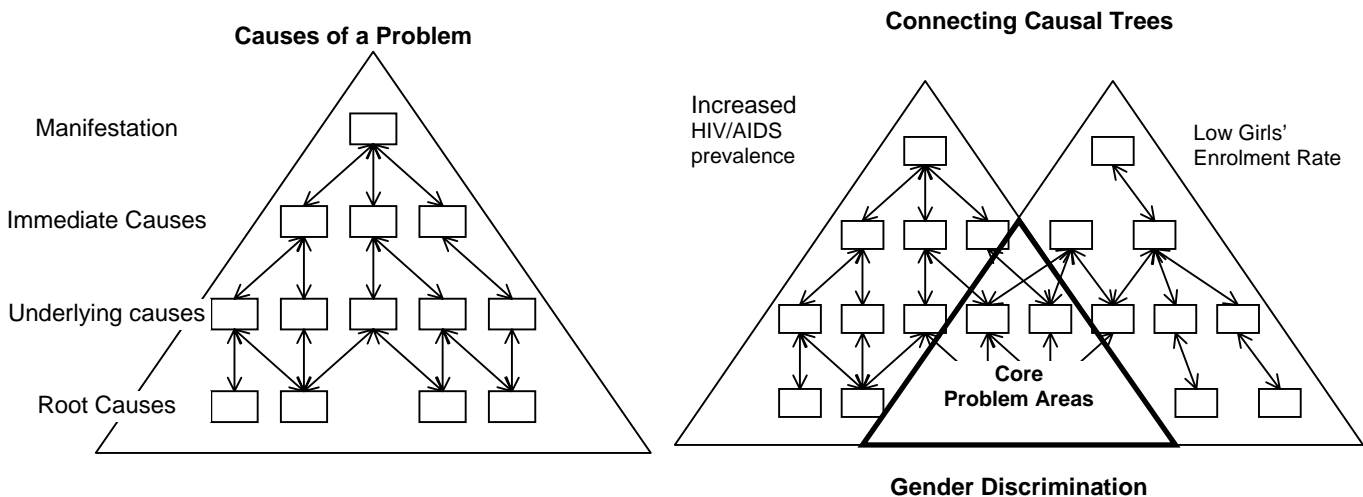 Causes of a Problem
Manifestation
Immediate Causes
Underlying causes
Root Causes
Connecting Causal Trees
Increased
HIV/AIDS
prevalence
Low Girls’
Enrolment Rate
Core
Problem Areas
Gender Discrimination